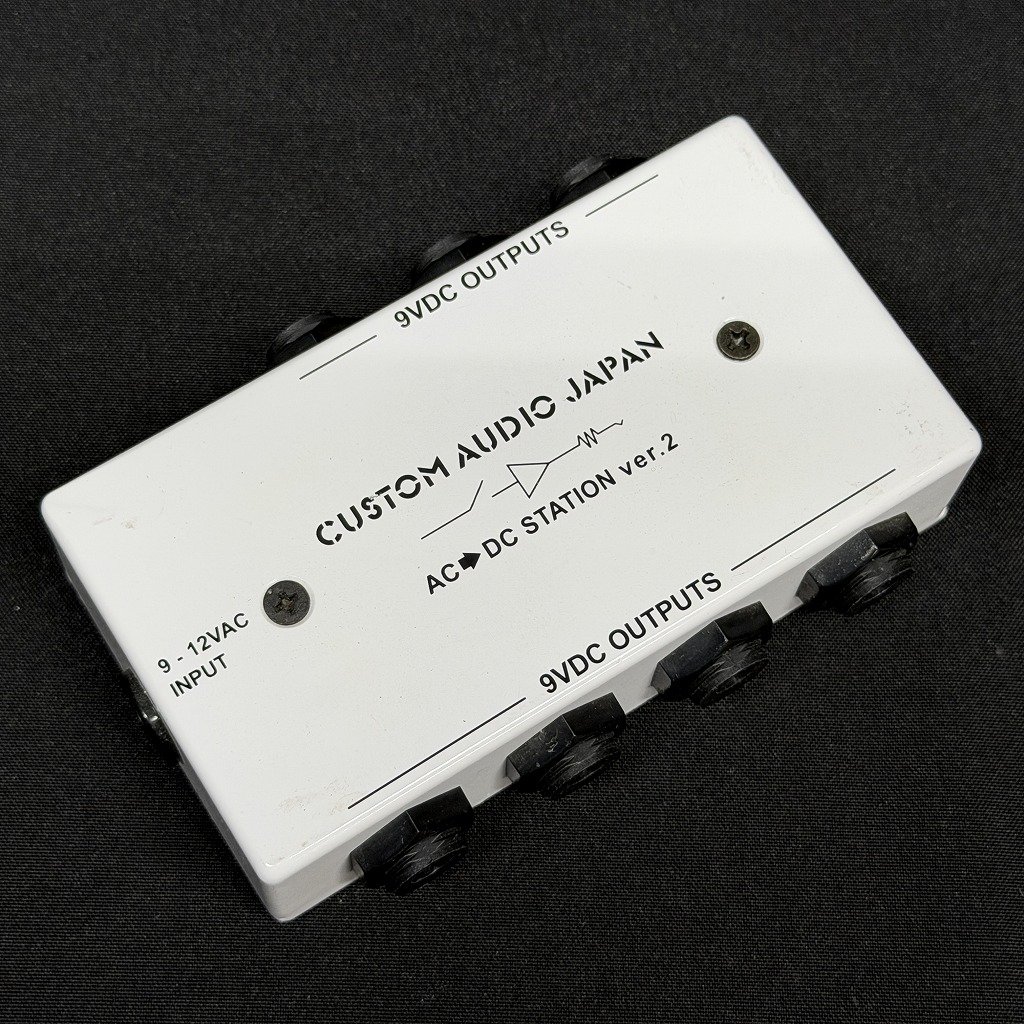 9VDC OUTPUTS
CUSTOM AUDIO JAPAN
AC➡DC STATION ver.2
9 - 12VAC
INPUT
9VDC OUTPUTS